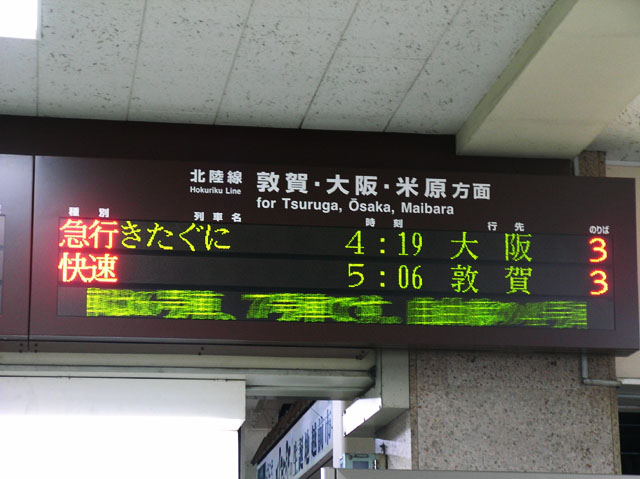 北陸線 敦賀・大阪・米原方面
Hokuriku Line for Tsuruga, Ōsaka, Maibara
種別 列車名 時刻 行先 のりば
急行 きたぐに 4:19 大阪 3
快速 5:06 敦賀 3